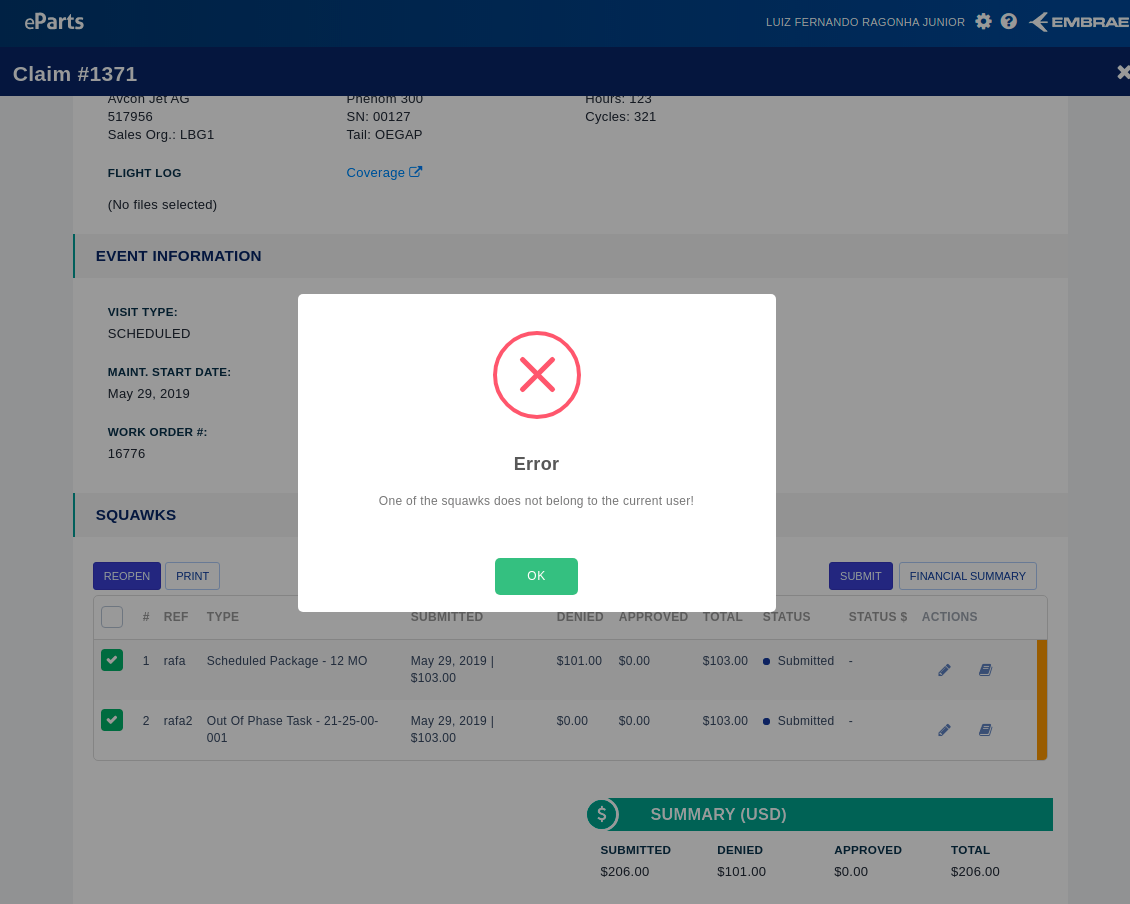 eParts
LUIZ FERNANDO RAGONHA JUNIOR
EMBRAE
Claim #1371
Avcon Jet AG
Phenom 300
Hours: 123
517956
SN: 00127
Cycles: 321
Sales Org.: LBG1
Tail: OEGAP
FLIGHT LOG
Coverage
(No files selected)
EVENT INFORMATION
VISIT TYPE:
SCHEDULED
MAINT. START DATE:
May 29, 2019
WORK ORDER #:
16776
Error
One of the squawks does not belong to the current user!
OK
SQUAWKS
REOPEN
PRINT
SUBMIT
FINANCIAL SUMMARY
# REF TYPE SUBMITTED DENIED APPROVED TOTAL STATUS STATUS $ ACTIONS
1 rafa Scheduled Package - 12 MO May 29, 2019 | $101.00 $0.00 $103.00 Submitted -
$103.00
2 rafa2 Out Of Phase Task - 21-25-00- May 29, 2019 | $0.00 $0.00 $103.00 Submitted -
001 $103.00
$ SUMMARY (USD)
SUBMITTED DENIED APPROVED TOTAL
$206.00 $101.00 $0.00 $206.00